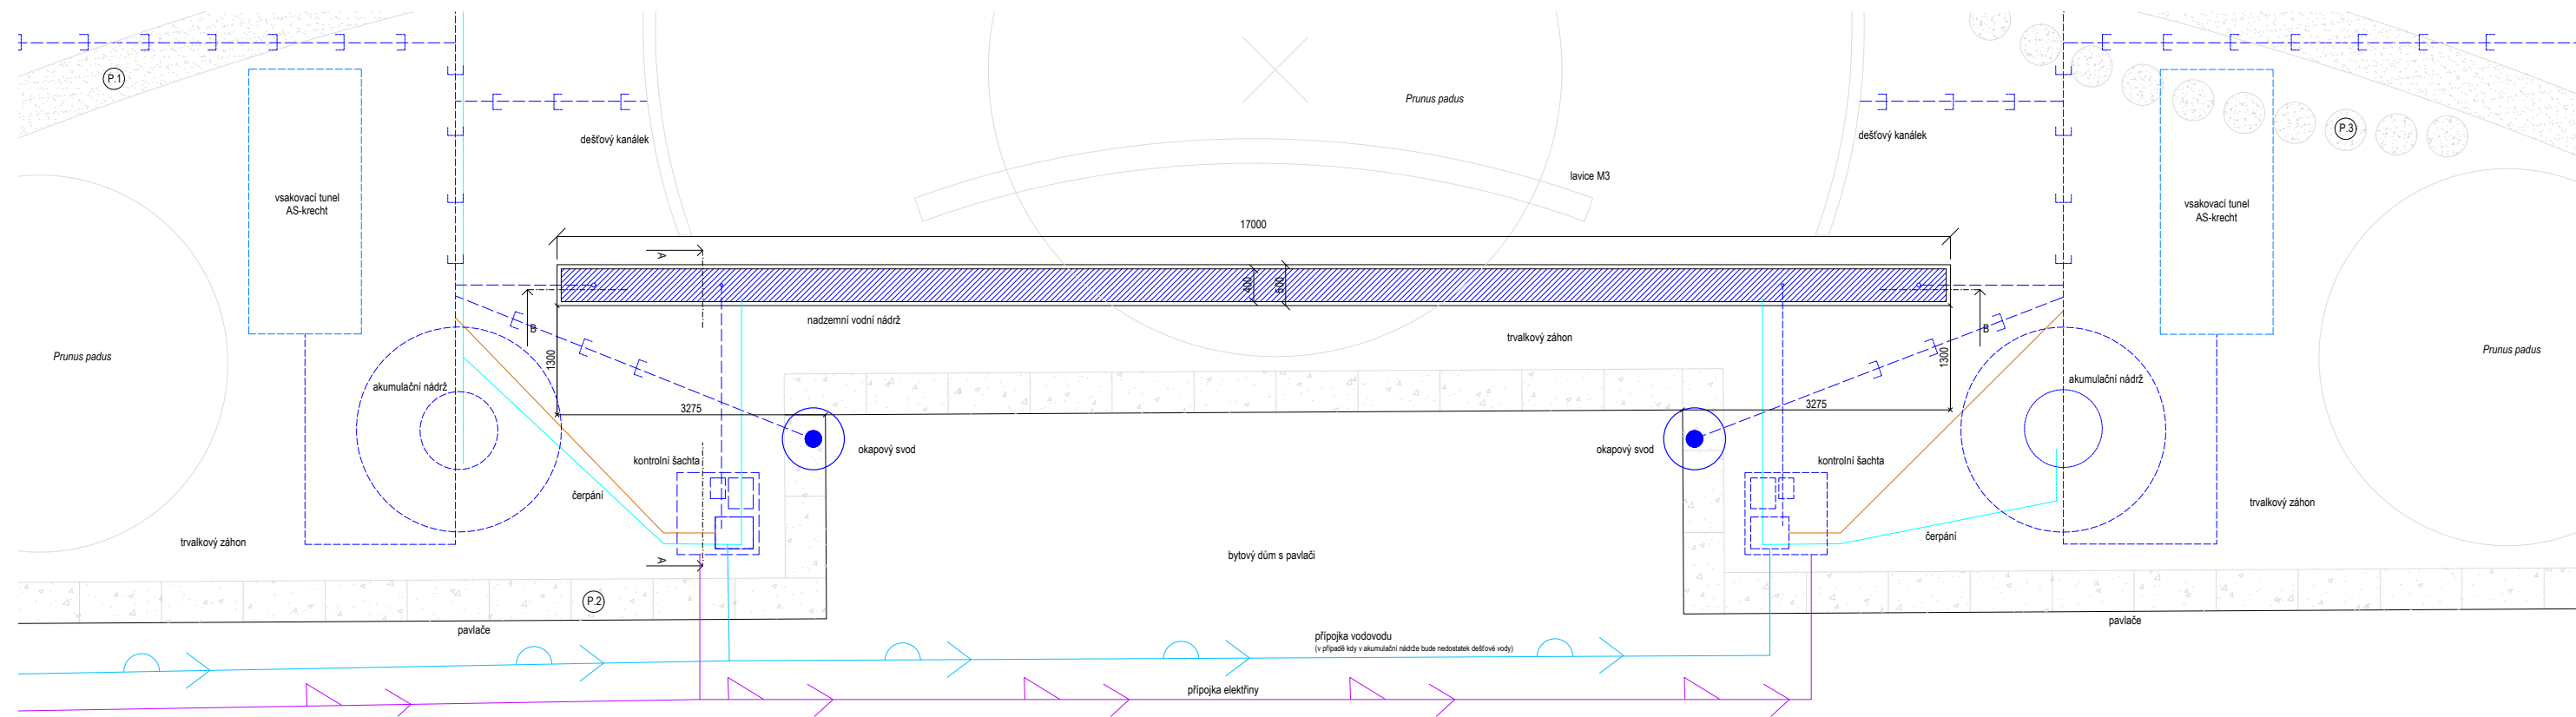 P.1
Prunus padus
dešťový kanálek
dešťový kanálek
P.3
lavice M3
vsakovací tunel
AS-krecht
vsakovací tunel
AS-krecht
17000
A
400
500
nadzemní vodní nádrž
B
B
trvalkový záhon
Prunus padus
Prunus padus
1300
1300
akumulační nádrž
akumulační nádrž
3275
3275
okapový svod
okapový svod
kontrolní šachta
kontrolní šachta
čerpání
trvalkový záhon
čerpání
trvalkový záhon
bytový dům s pavlači
A
P.2
pavlače
pavlače
přípojka vodovodu
(v případě kdy v akumulační nádrže bude nedostatek dešťové vody)
přípojka elektřiny